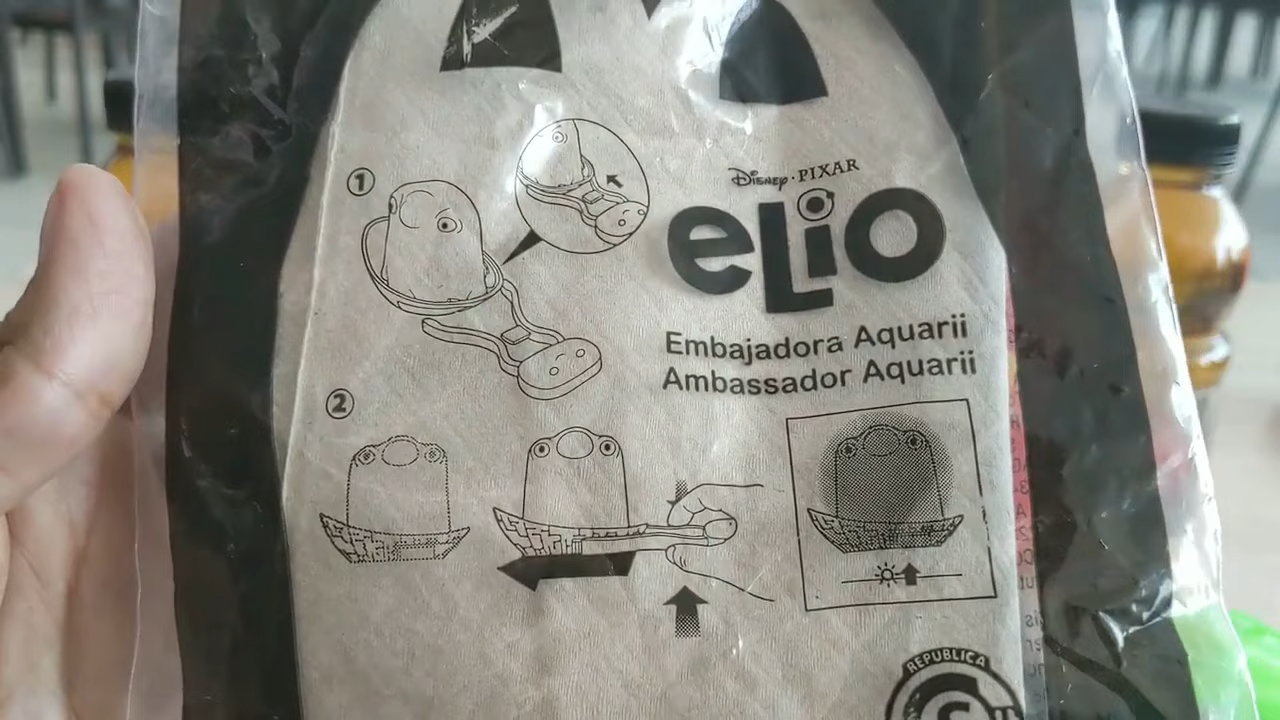 1
DISNEY · PIXAR
eLiO
Embajadora Aquarii
Ambassador Aquarii
2
REPUBLICA